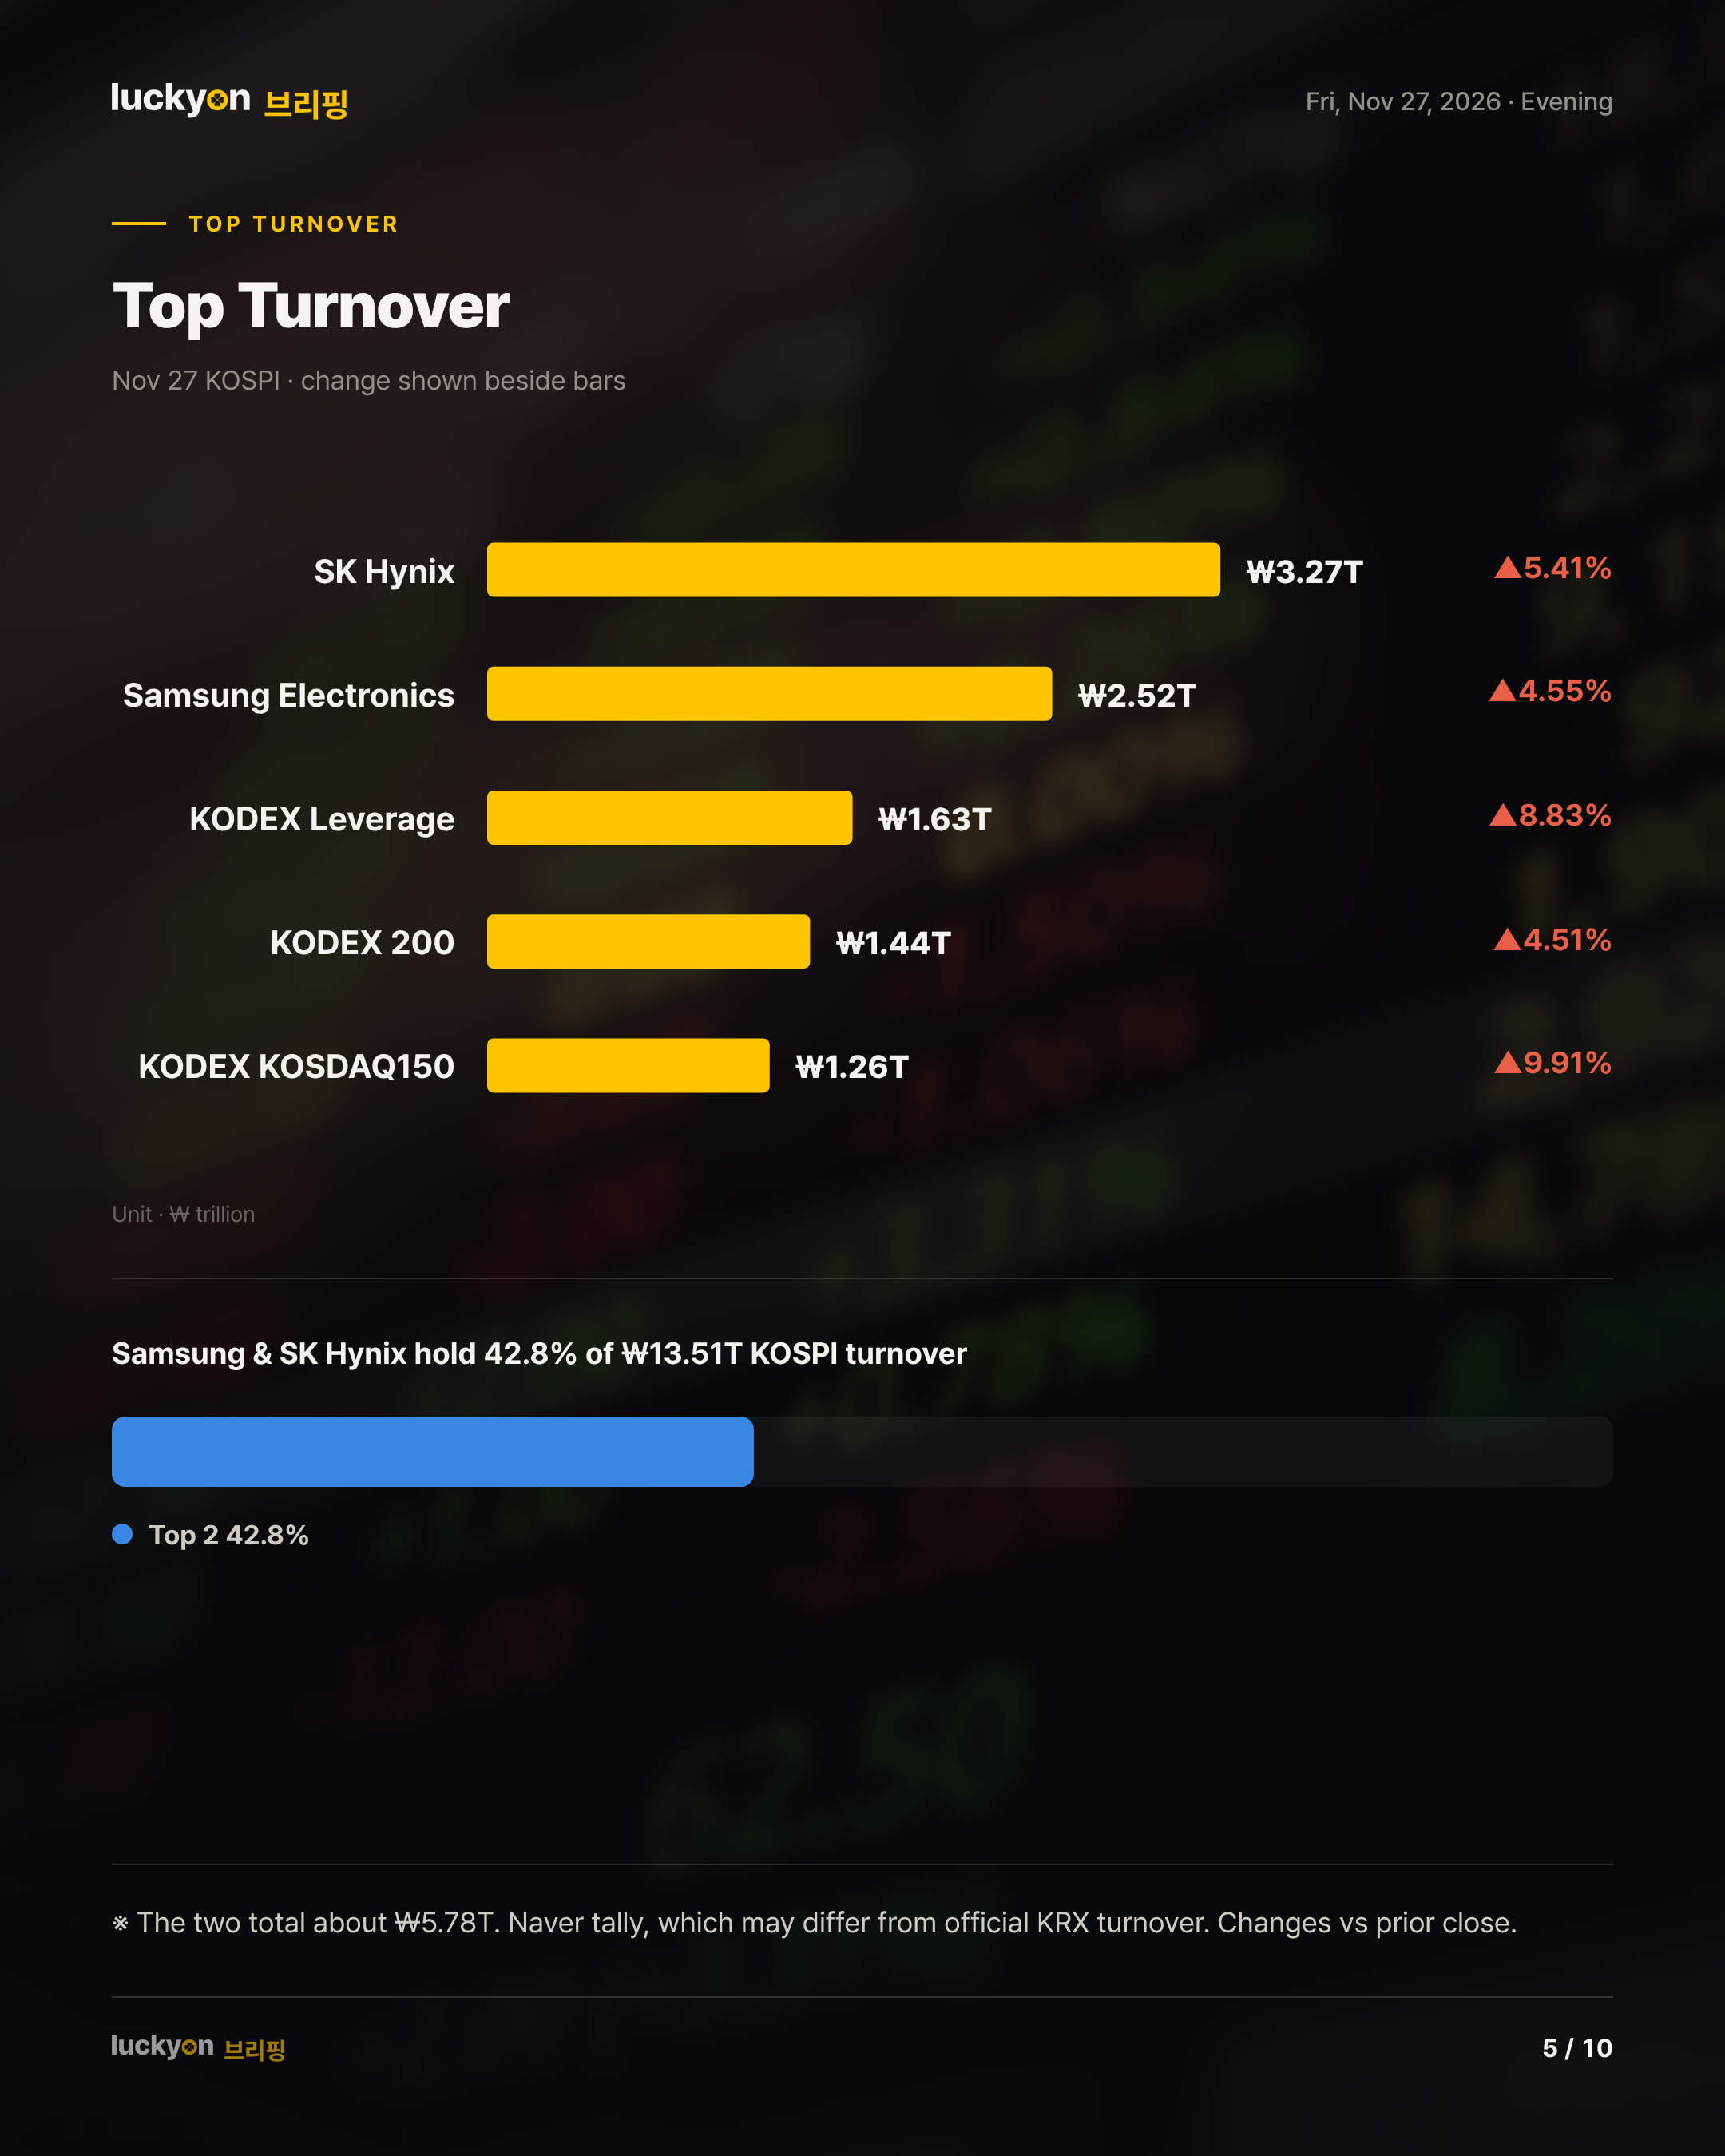 luckyon 브리핑
Fri, Nov 27, 2026 · Evening
TOP TURNOVER
Top Turnover
Nov 27 KOSPI · change shown beside bars
SK Hynix ₩3.27T ▲5.41%
Samsung Electronics ₩2.52T ▲4.55%
KODEX Leverage ₩1.63T ▲8.83%
KODEX 200 ₩1.44T ▲4.51%
KODEX KOSDAQ150 ₩1.26T ▲9.91%
Unit · ₩ trillion
Samsung & SK Hynix hold 42.8% of ₩13.51T KOSPI turnover
Top 2 42.8%
※ The two total about ₩5.78T. Naver tally, which may differ from official KRX turnover. Changes vs prior close.
luckyon 브리핑
5 / 10